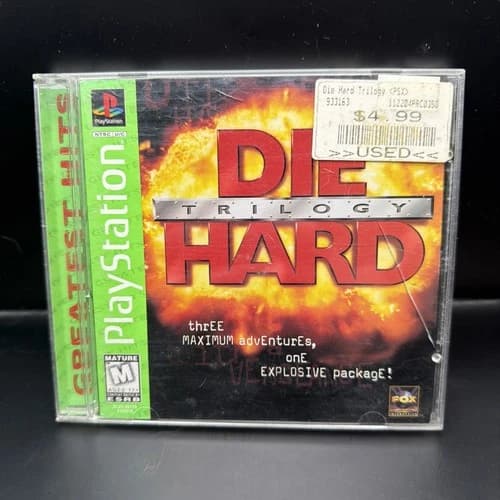 GREATEST HITS
PlayStation
NTSC U/C
PlayStation
Die Hard Trilogy <PSX>
933163
$4.99
>>USED<<
DIE
TRILOGY
HARD
thrEE
MAXIMUM advEnturEs,
onE
EXPLOSIVE packagE!
MATURE
M
ESRB
FOX